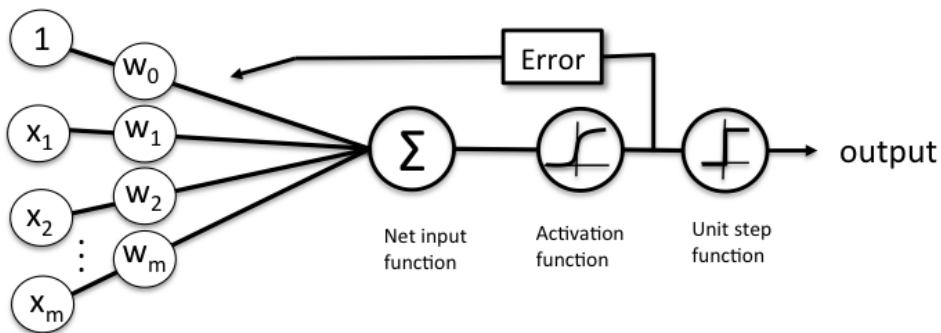 1
w₀
Error
x₁
w₁
Σ
output
x₂
w₂
⋮
wₘ
xₘ
Net input
function
Activation
function
Unit step
function